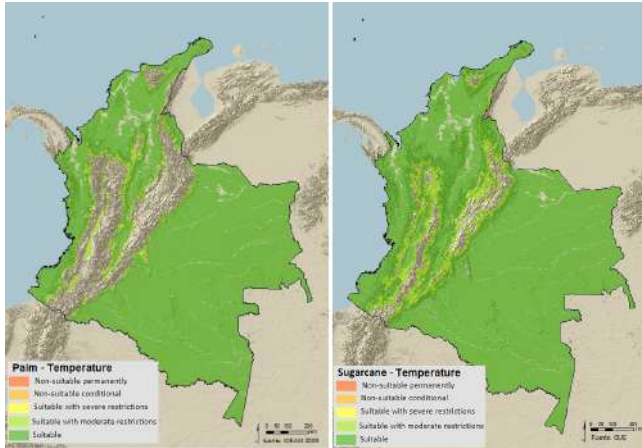 Palm - Temperature
Non-suitable permanently
Non-suitable conditional
Suitable with severe restrictions
Suitable with moderate restrictions
Suitable
Sugarcane - Temperature
Non-suitable permanently
Non-suitable conditional
Suitable with severe restrictions
Suitable with moderate restrictions
Suitable
Fuente: